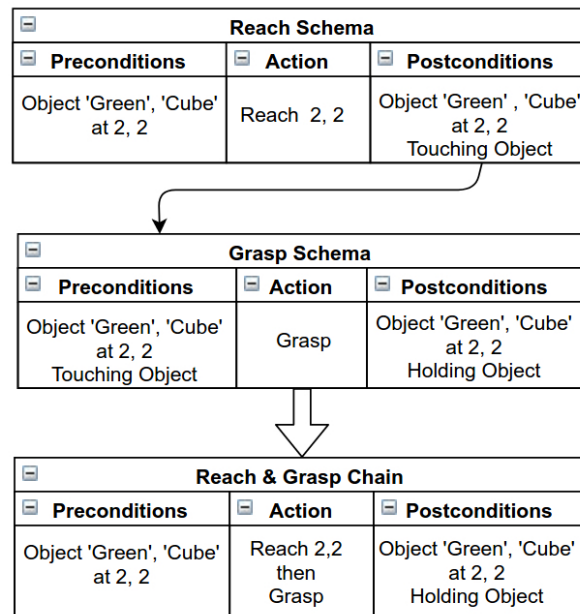 Reach Schema
Preconditions Action Postconditions
Object 'Green', 'Cube'
at 2, 2
Reach 2, 2
Object 'Green' , 'Cube'
at 2, 2
Touching Object
Grasp Schema
Preconditions Action Postconditions
Object 'Green', 'Cube'
at 2, 2
Touching Object
Grasp
Object 'Green', 'Cube'
at 2, 2
Holding Object
Reach & Grasp Chain
Preconditions Action Postconditions
Object 'Green', 'Cube'
at 2, 2
Reach 2,2
then
Grasp
Object 'Green', 'Cube'
at 2, 2
Holding Object